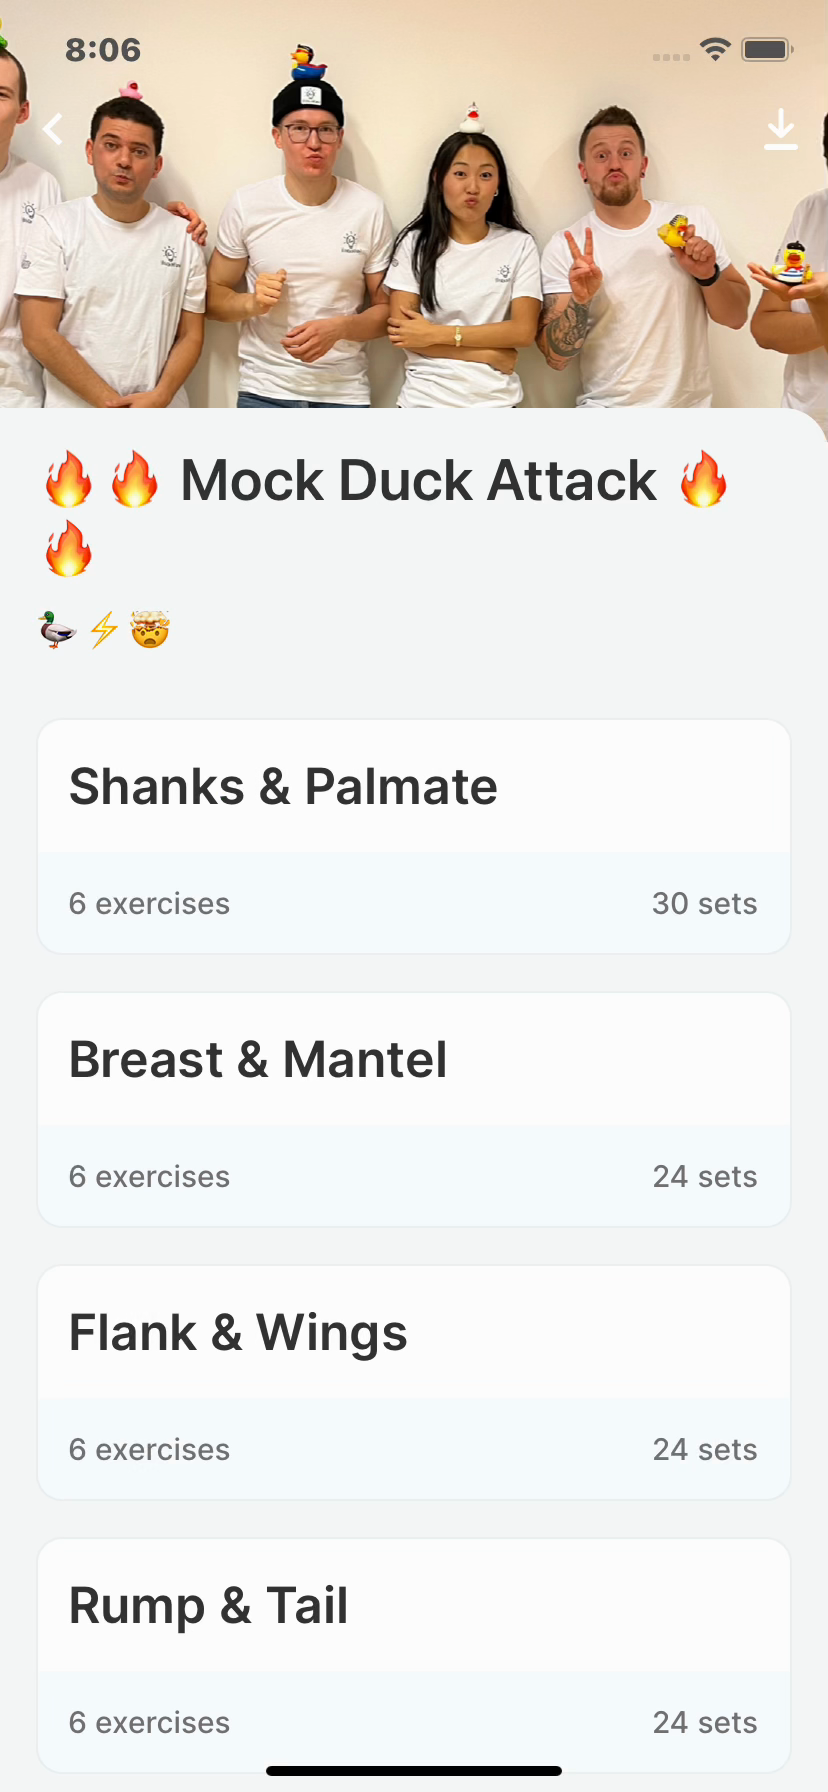 8:06
🔥 🔥 Mock Duck Attack 🔥
🔥
🦆⚡🤯
Shanks & Palmate
6 exercises 30 sets
Breast & Mantel
6 exercises 24 sets
Flank & Wings
6 exercises 24 sets
Rump & Tail
6 exercises 24 sets